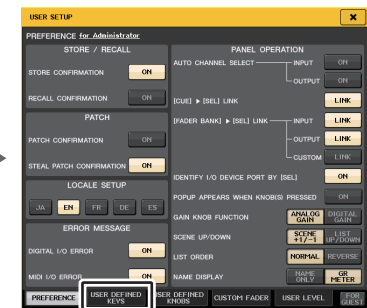 USER SETUP
PREFERENCE for Administrator
STORE / RECALL
STORE CONFIRMATION ON
RECALL CONFIRMATION ON
PATCH
PATCH CONFIRMATION ON
STEAL PATCH CONFIRMATION ON
LOCALE SETUP
JA EN FR DE ES
ERROR MESSAGE
DIGITAL I/O ERROR ON
MIDI I/O ERROR ON
PANEL OPERATION
AUTO CHANNEL SELECT INPUT ON
OUTPUT ON
[CUE] ▶ [SEL] LINK LINK
[FADER BANK] ▶ [SEL] LINK INPUT LINK
OUTPUT LINK
CUSTOM LINK
IDENTIFY I/O DEVICE PORT BY [SEL] ON
POPUP APPEARS WHEN KNOB(S) PRESSED ON
GAIN KNOB FUNCTION ANALOG GAIN DIGITAL GAIN
SCENE UP/DOWN SCENE +1/-1 LIST UP/DOWN
LIST ORDER NORMAL REVERSE
NAME DISPLAY NAME ONLY GR METER
PREFERENCE USER DEFINED KEYS USER DEFINED KNOBS CUSTOM FADER USER LEVEL FOR GUEST